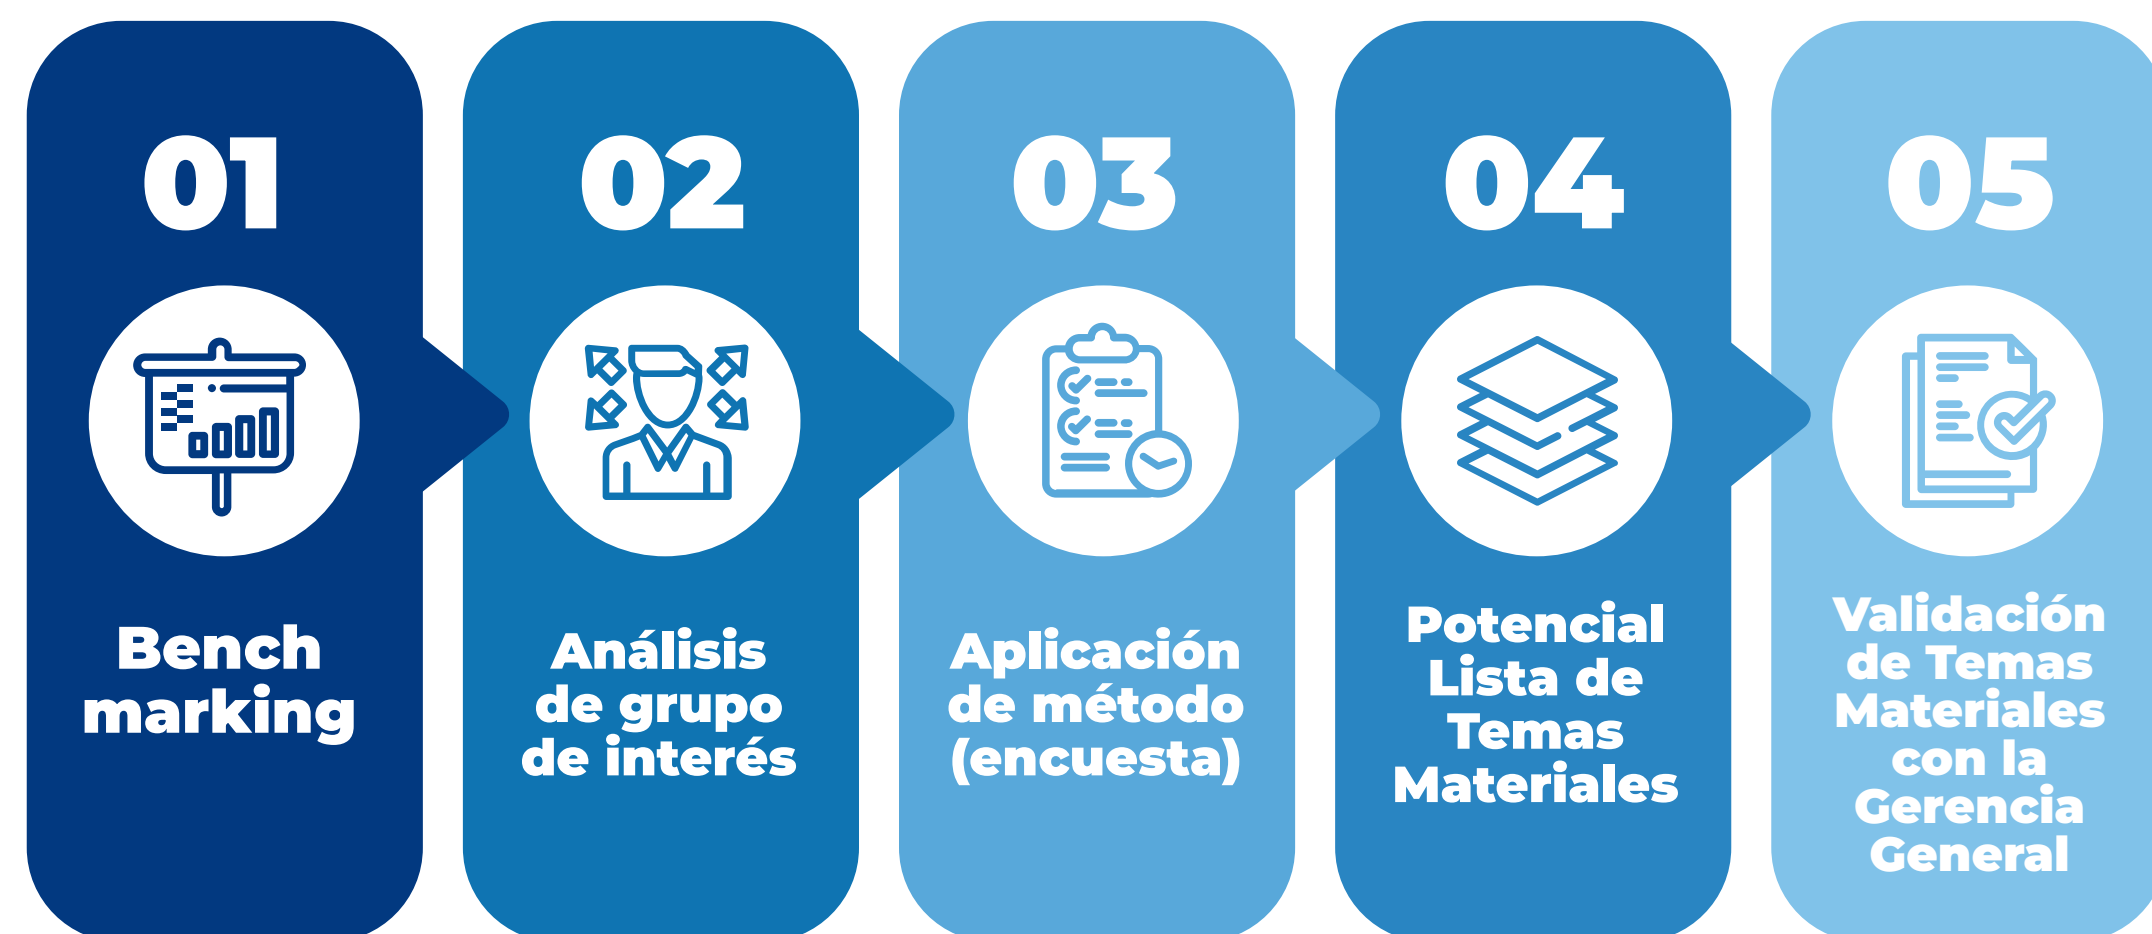 01
Bench
marking
02
Análisis
de grupo
de interés
03
Aplicación
de método
(encuesta)
04
Potencial
Lista de
Temas
Materiales
05
Validación
de Temas
Materiales
con la
Gerencia
General